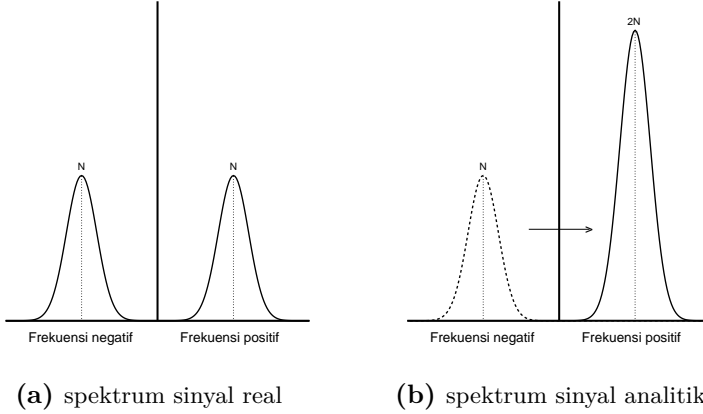 N
N
Frekuensi negatif
Frekuensi positif
(a) spektrum sinyal real
N
2N
Frekuensi negatif
Frekuensi positif
(b) spektrum sinyal analitik